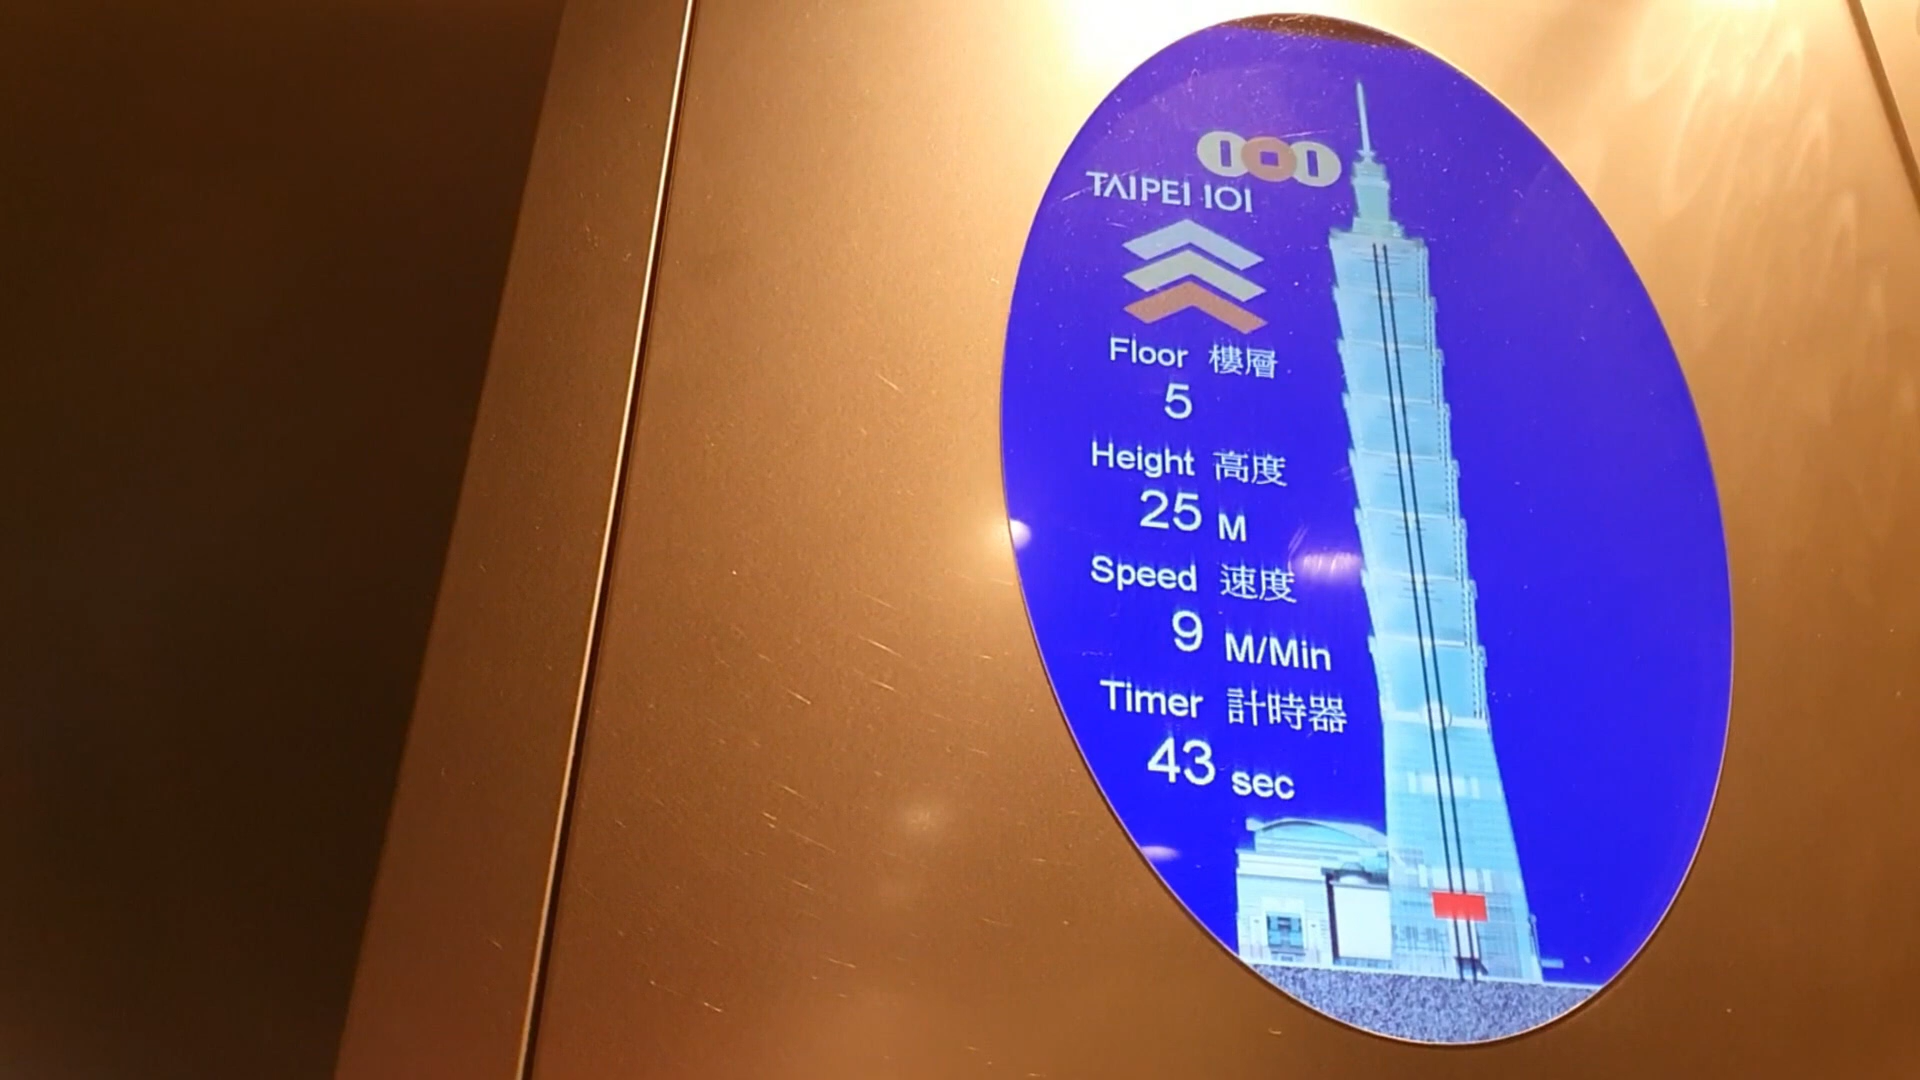 TAIPEI 101
Floor 樓層
5
Height 高度
25 M
Speed 速度
9 M/Min
Timer 計時器
43 sec